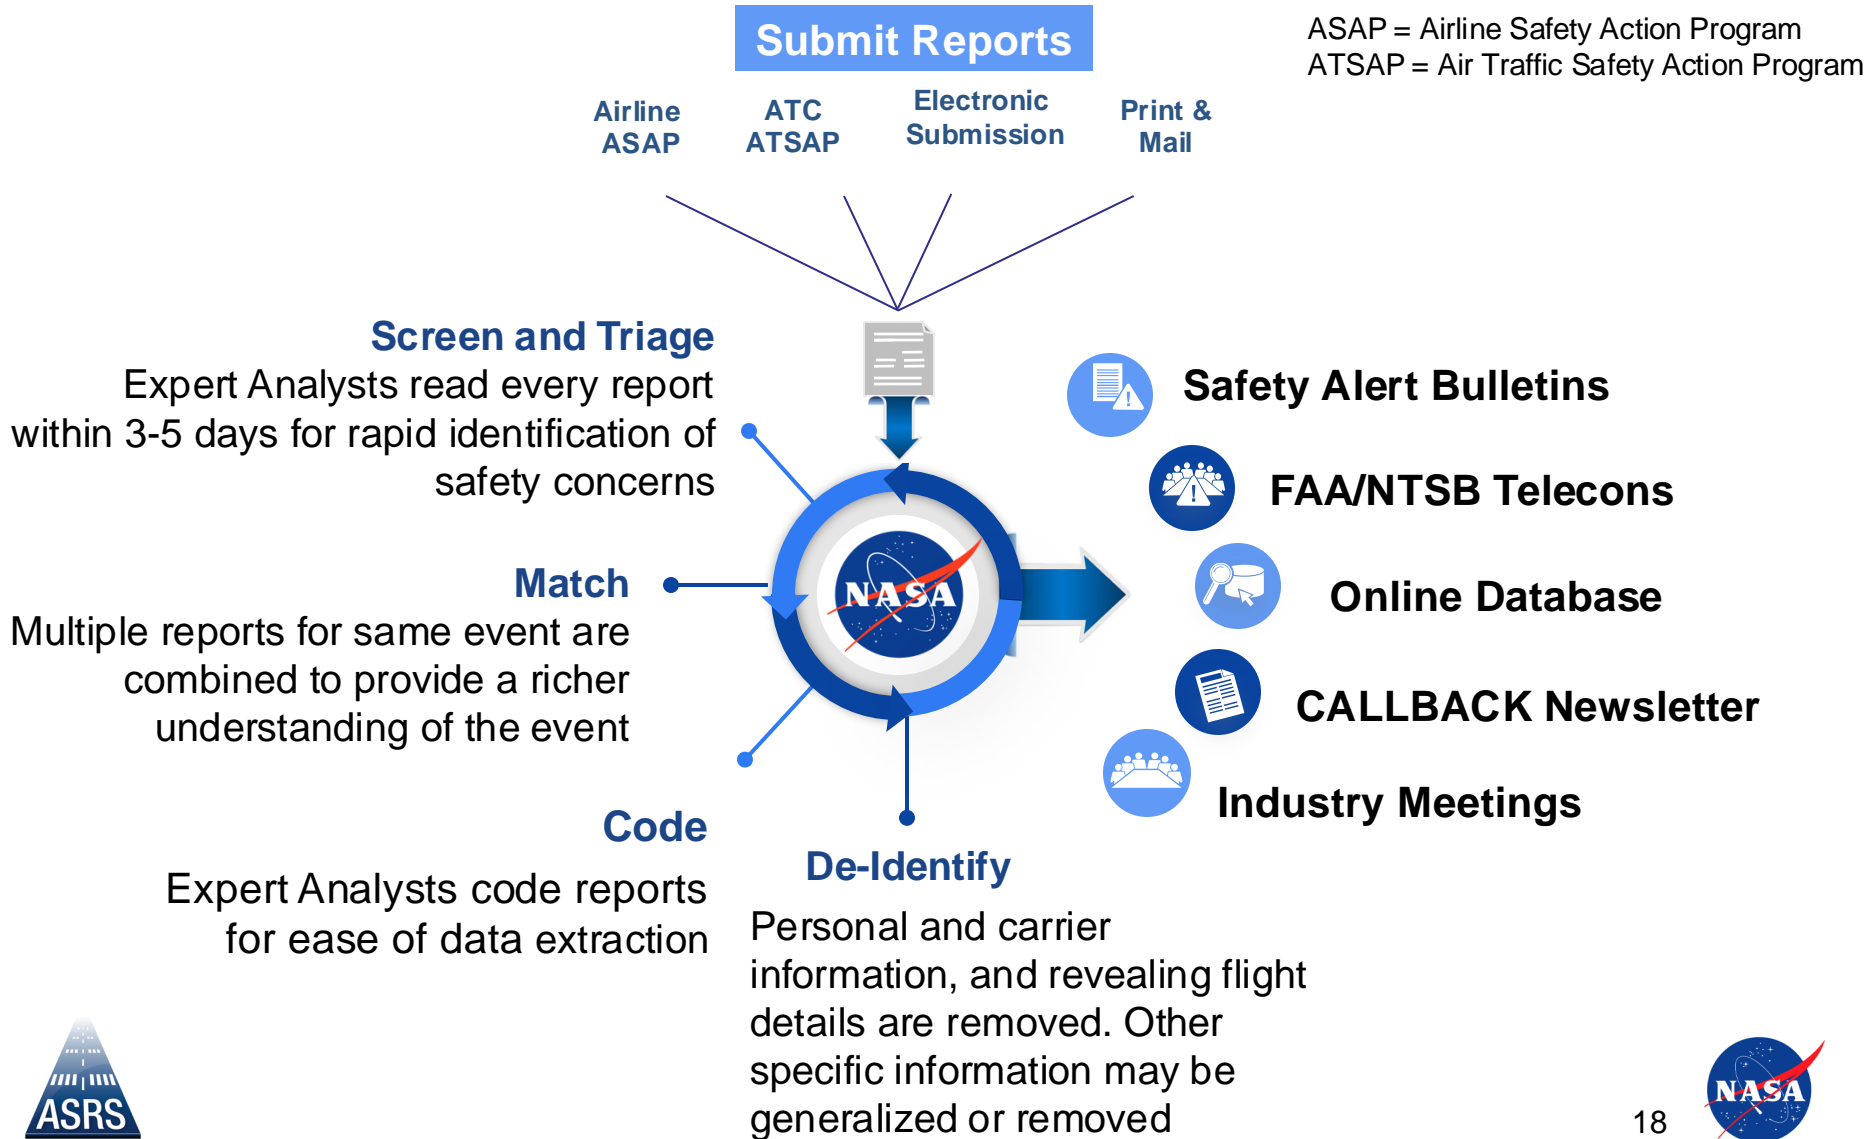 Submit Reports
ASAP = Airline Safety Action Program
ATSAP = Air Traffic Safety Action Program
Airline
ASAP
ATC
ATSAP
Electronic
Submission
Print &
Mail
Screen and Triage
Expert Analysts read every report
within 3-5 days for rapid identification of
safety concerns
Match
Multiple reports for same event are
combined to provide a richer
understanding of the event
Code
Expert Analysts code reports
for ease of data extraction
De-Identify
Personal and carrier
information, and revealing flight
details are removed. Other
specific information may be
generalized or removed
NASA
Safety Alert Bulletins
FAA/NTSB Telecons
Online Database
CALLBACK Newsletter
Industry Meetings
ASRS
18
NASA